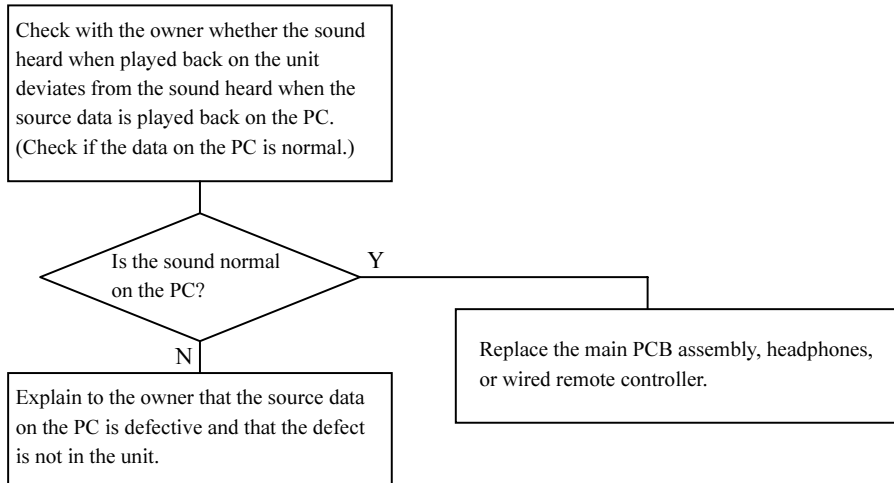 Check with the owner whether the sound
heard when played back on the unit
deviates from the sound heard when the
source data is played back on the PC.
(Check if the data on the PC is normal.)
Is the sound normal
on the PC?
Y
N
Replace the main PCB assembly, headphones,
or wired remote controller.
Explain to the owner that the source data
on the PC is defective and that the defect
is not in the unit.